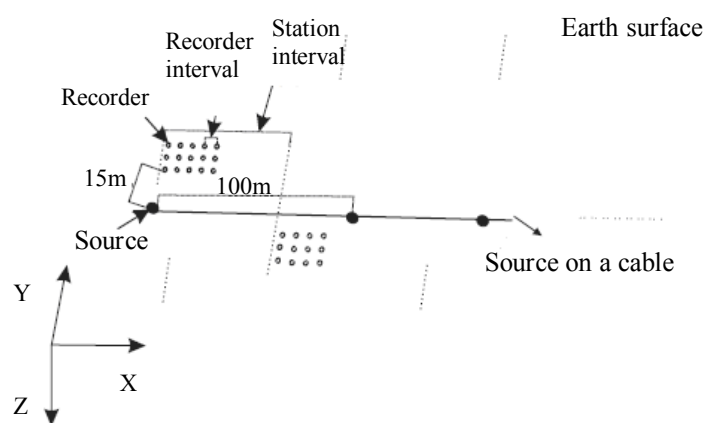 Earth surface
Recorder
interval
Station
interval
Recorder
15m
100m
Source
Source on a cable
Y
X
Z